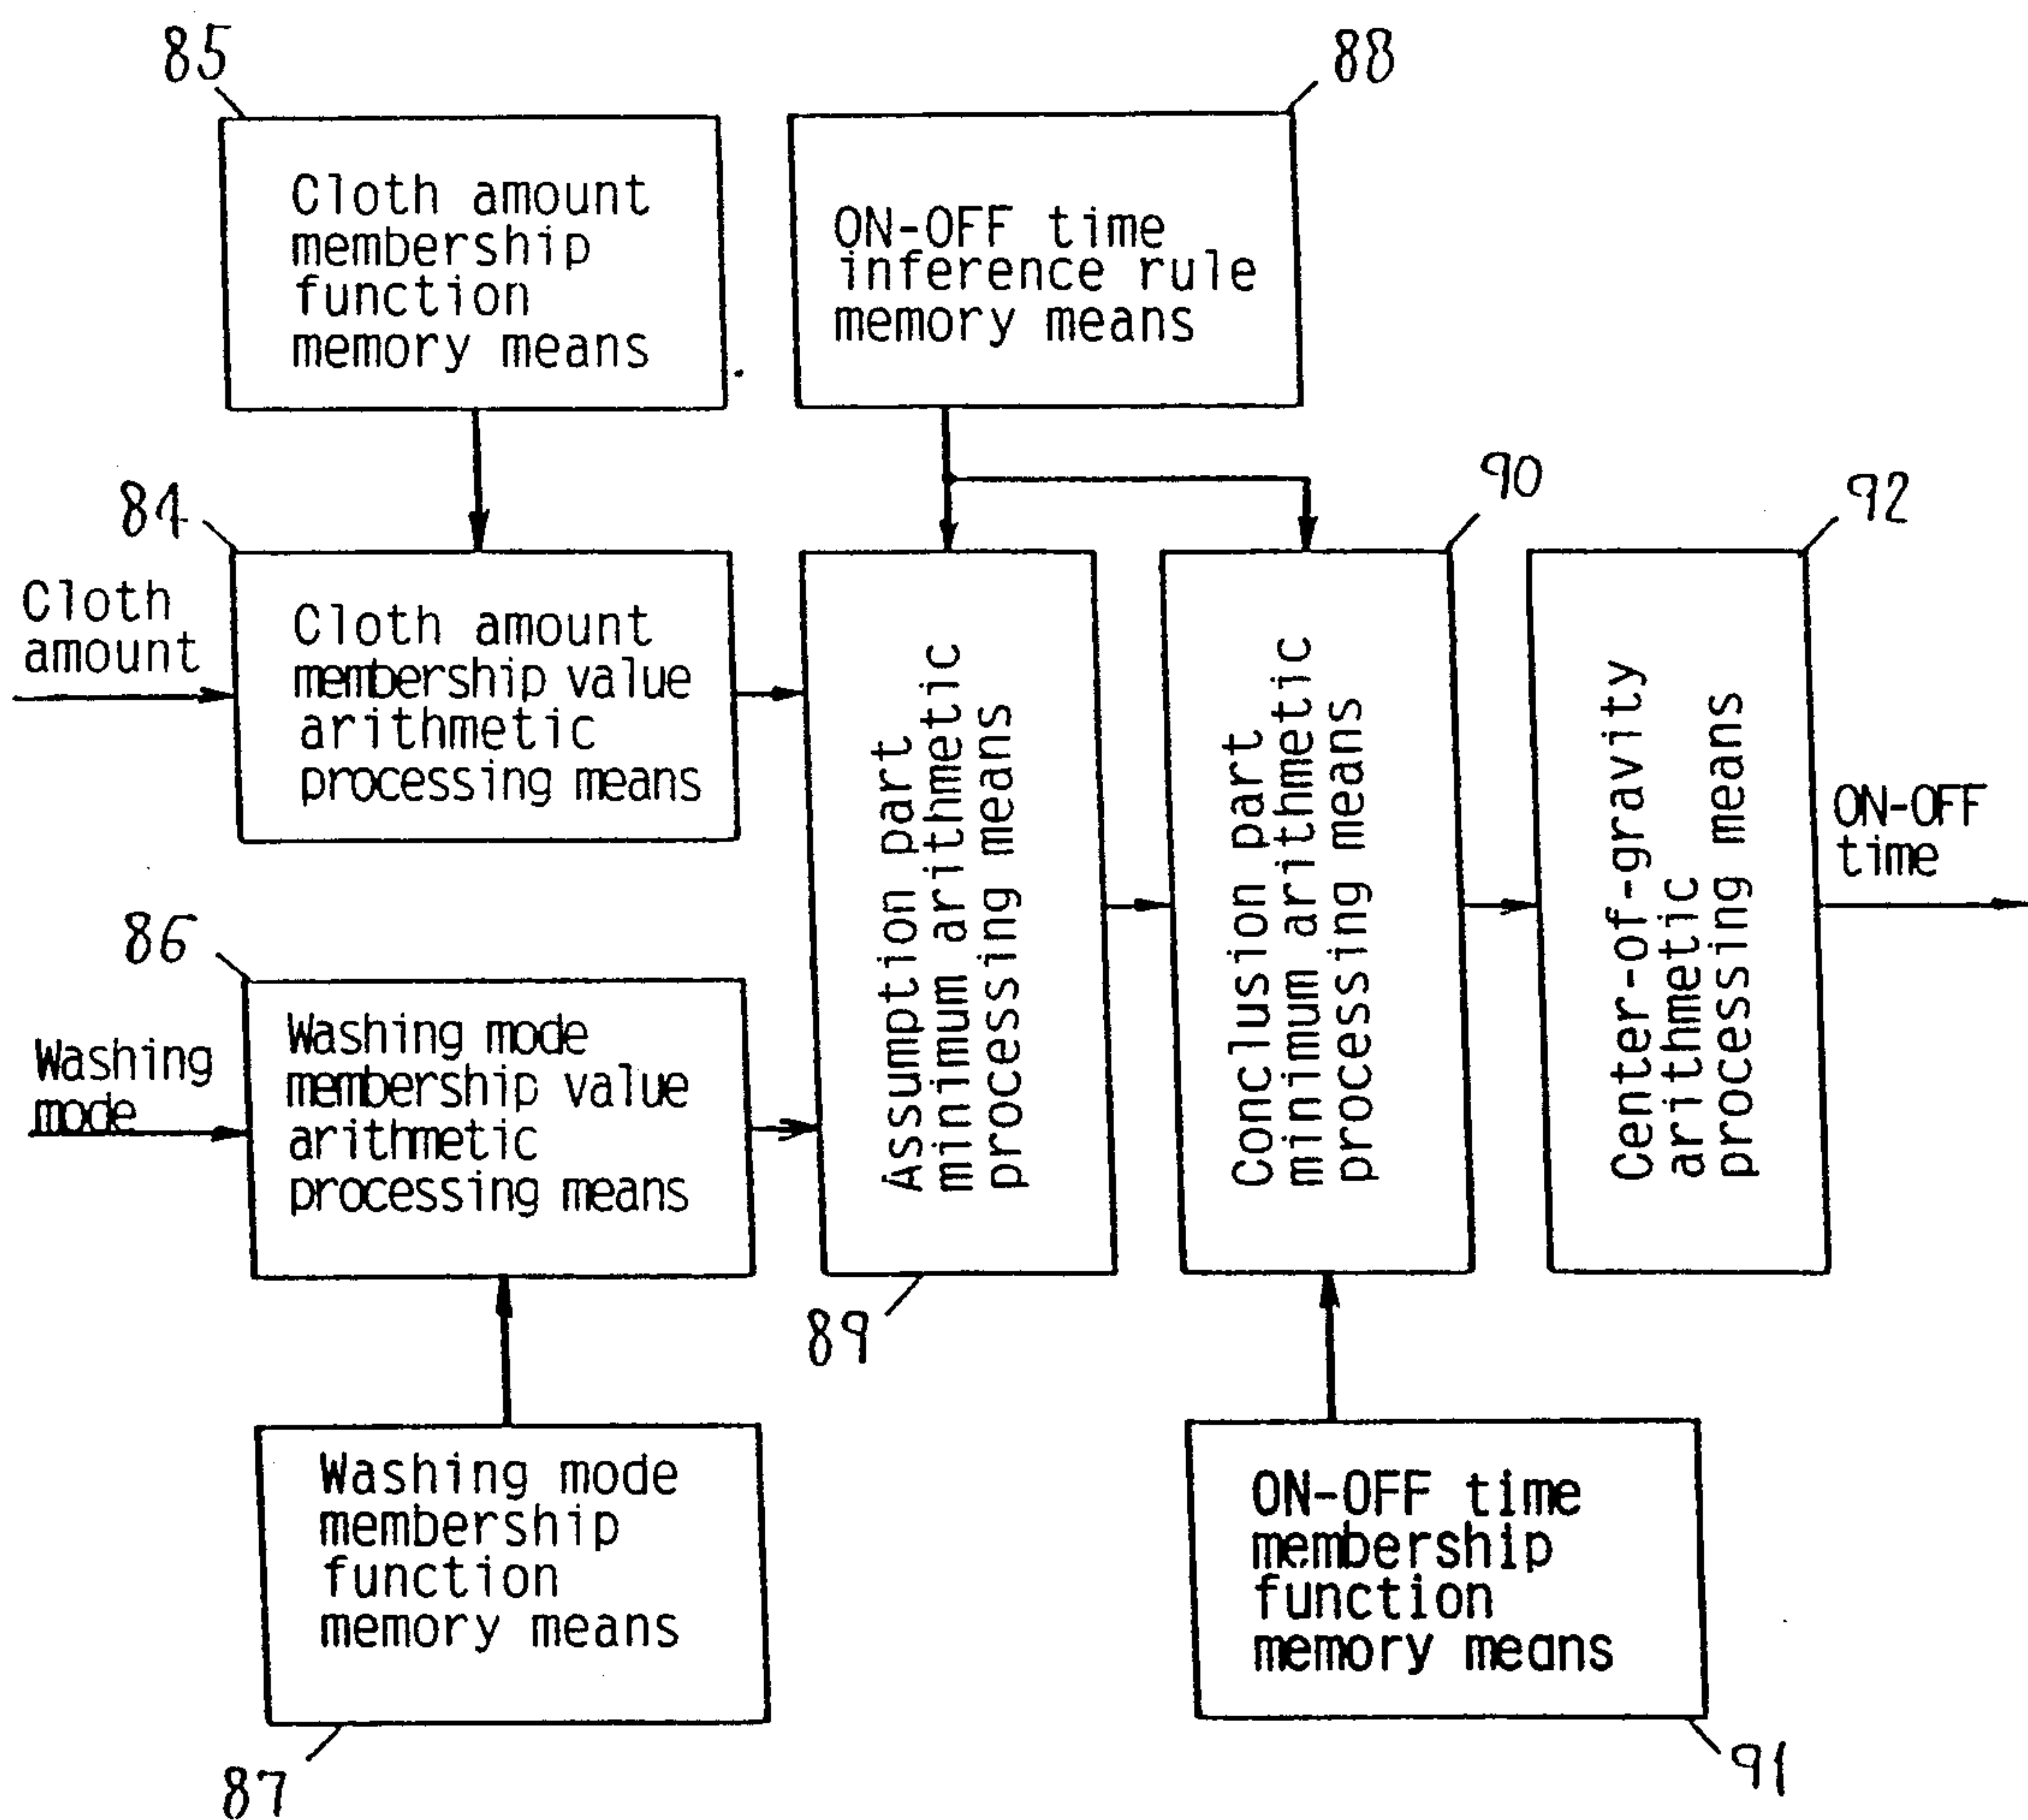 85
Cloth amount
membership
function
memory means
88
ON-OFF time
inference rule
memory means
84
Cloth
amount
Cloth amount
membership value
arithmetic
processing means
86
Washing
mode
Washing mode
membership value
arithmetic
processing means
87
Washing mode
membership
function
memory means
89
Assumption part
minimum arithmetic
processing means
90
Conclusion part
minimum arithmetic
processing means
92
Center-of-gravity
arithmetic
processing means
ON-OFF
time
ON-OFF time
membership
function
memory means
91